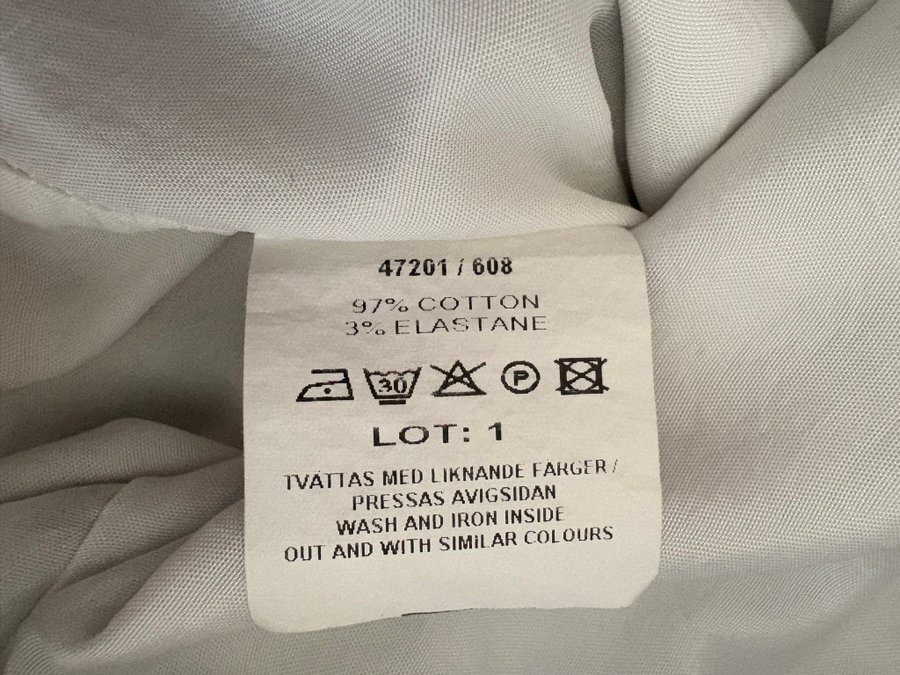 47201 / 608
97% COTTON
3% ELASTANE
30 P
LOT: 1
TVÄTTAS MED LIKNANDE FÄRGER /
PRESSAS AVIGSIDAN
WASH AND IRON INSIDE
OUT AND WITH SIMILAR COLOURS